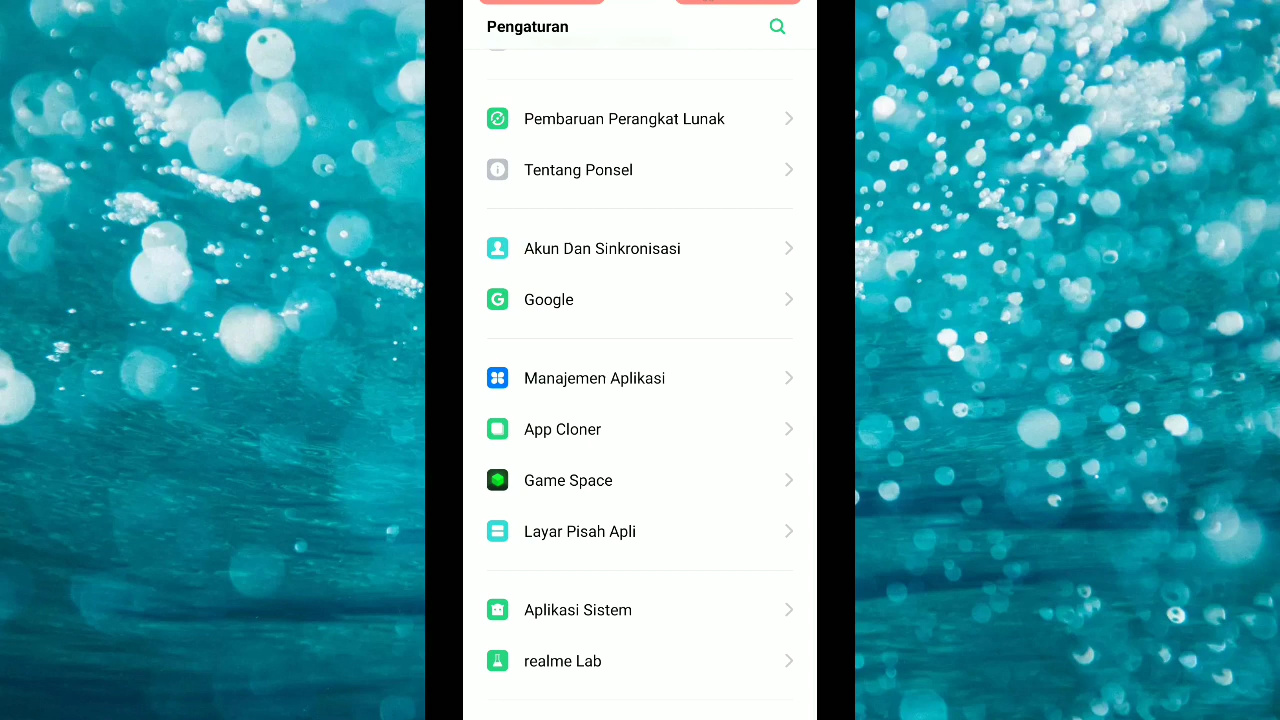 Pengaturan
Pembaruan Perangkat Lunak
Tentang Ponsel
Akun Dan Sinkronisasi
Google
Manajemen Aplikasi
App Cloner
Game Space
Layar Pisah Apli
Aplikasi Sistem
realme Lab